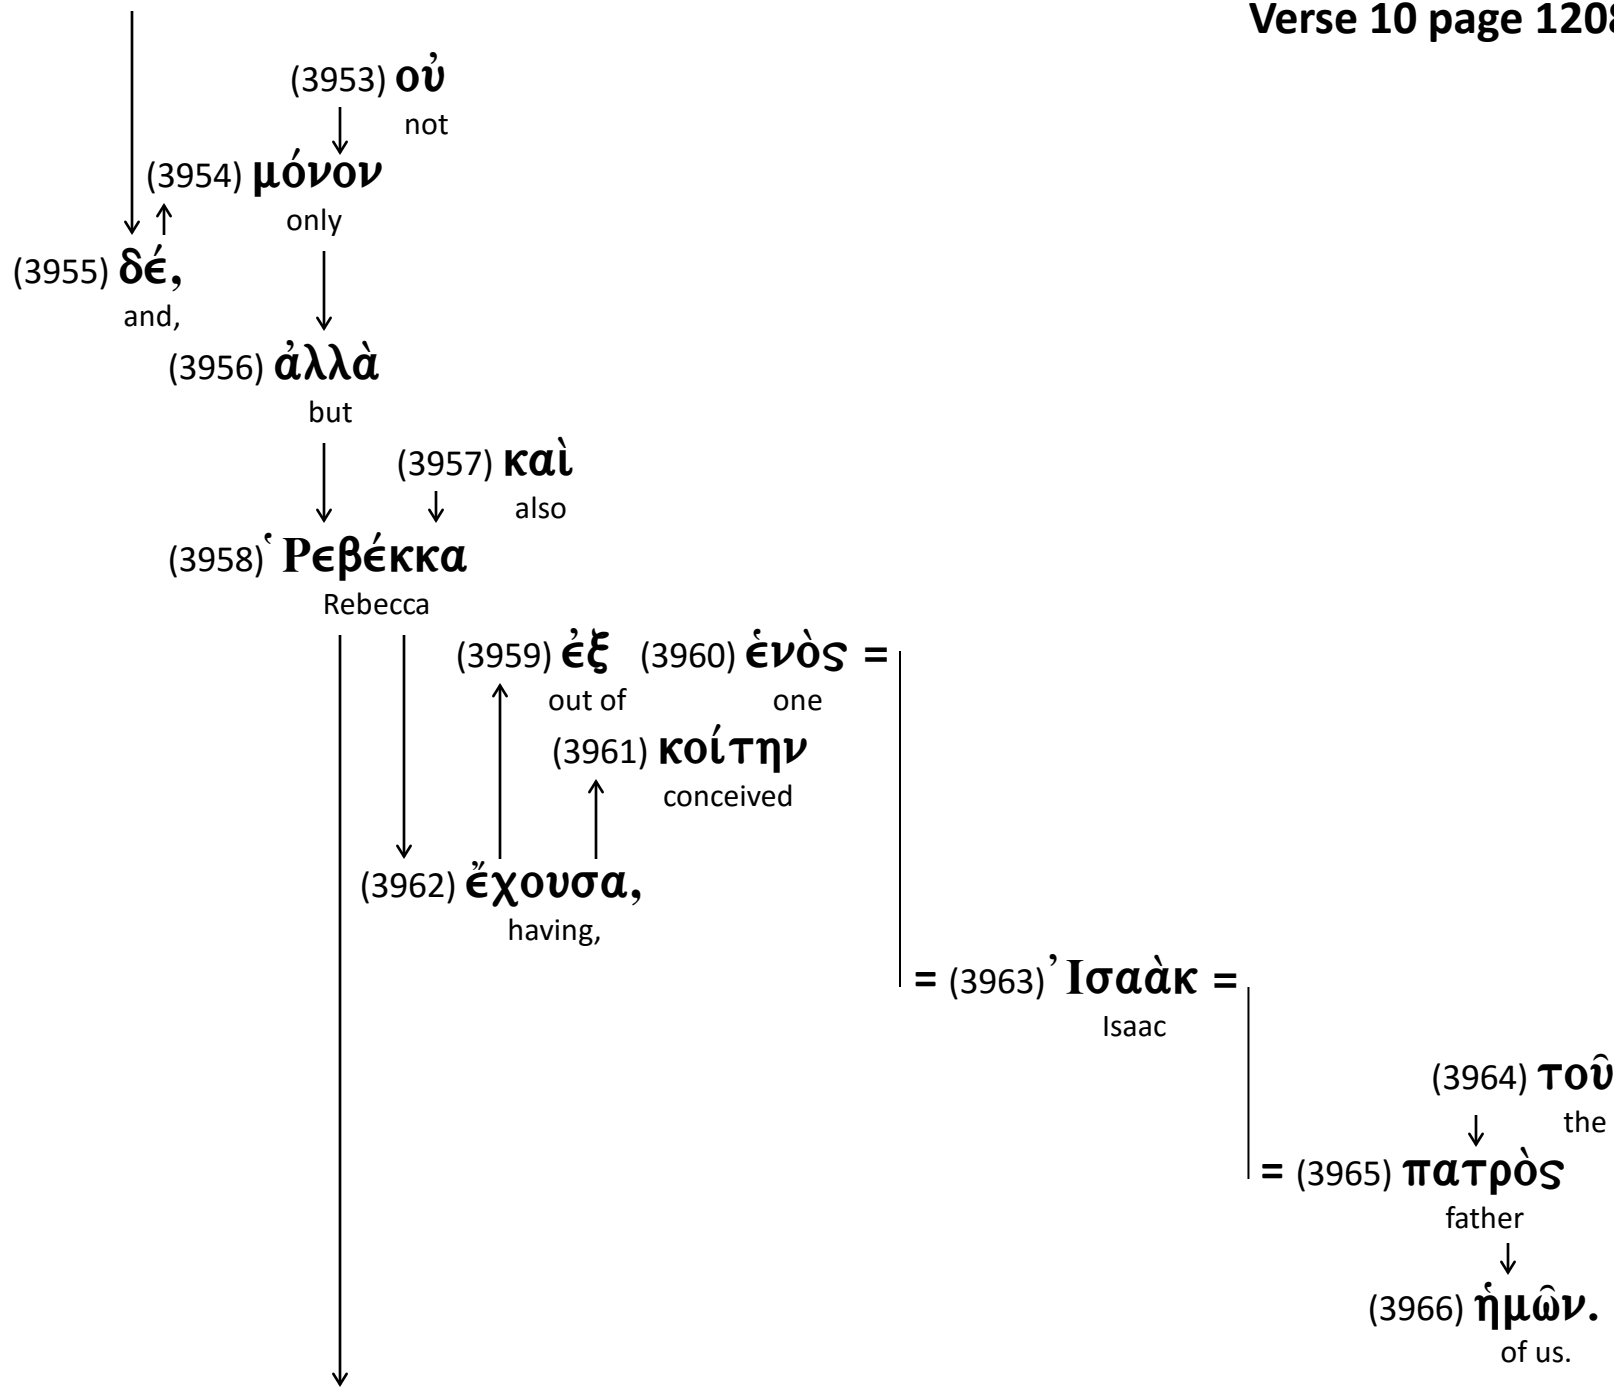 Verse 10 page 1208
(3953) οὐ
not
(3954) μόνον
only
(3955) δέ,
and,
(3956) ἀλλὰ
but
(3957) καὶ
also
(3958) Ῥεβέκκα
Rebecca
(3959) ἐξ (3960) ἑνὸς =
out of one
(3961) κοίτην
conceived
(3962) ἔχουσα,
having,
= (3963) Ἰσαὰκ =
Isaac
(3964) τοῦ
the
= (3965) πατρὸς
father
(3966) ἡμῶν.
of us.